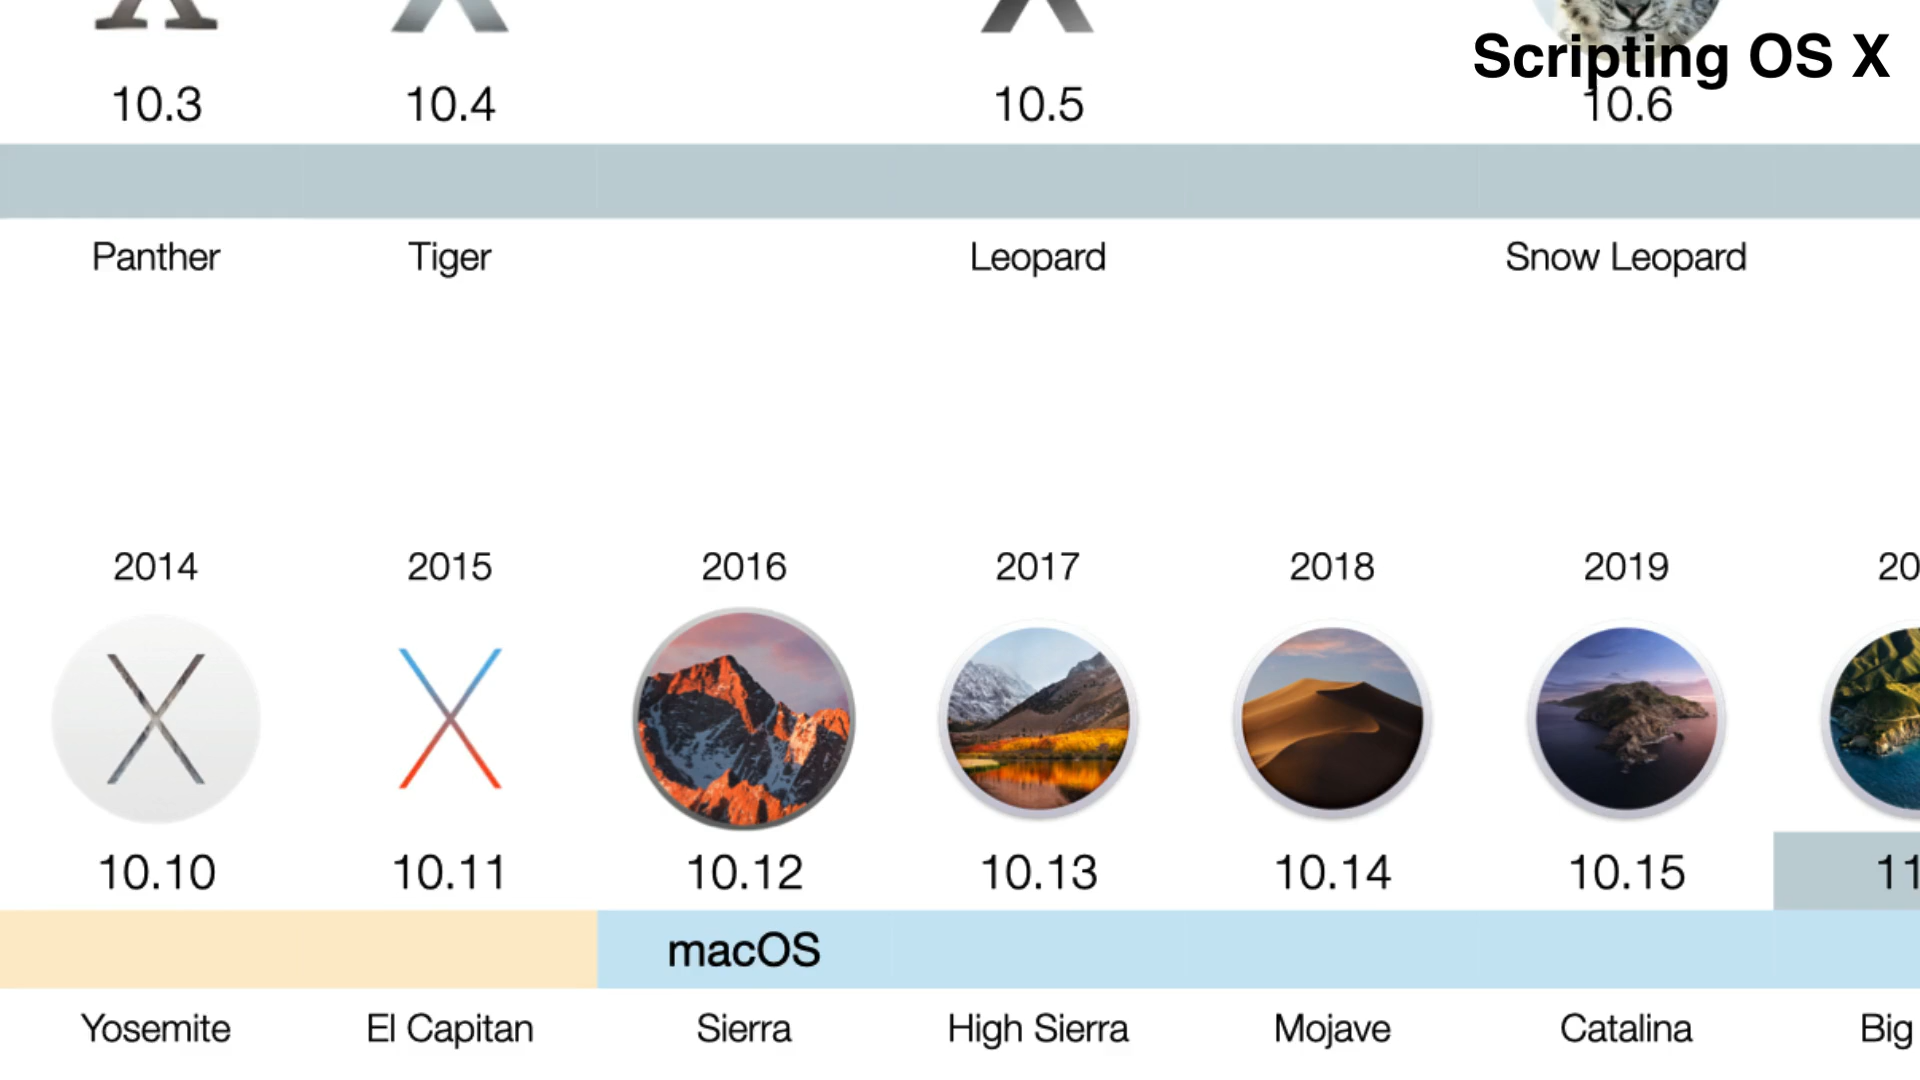 Scripting OS X
10.3 10.4 10.5 10.6
Panther Tiger Leopard Snow Leopard
2014 2015 2016 2017 2018 2019 20
10.10 10.11 10.12 10.13 10.14 10.15 11
macOS
Yosemite El Capitan Sierra High Sierra Mojave Catalina Big